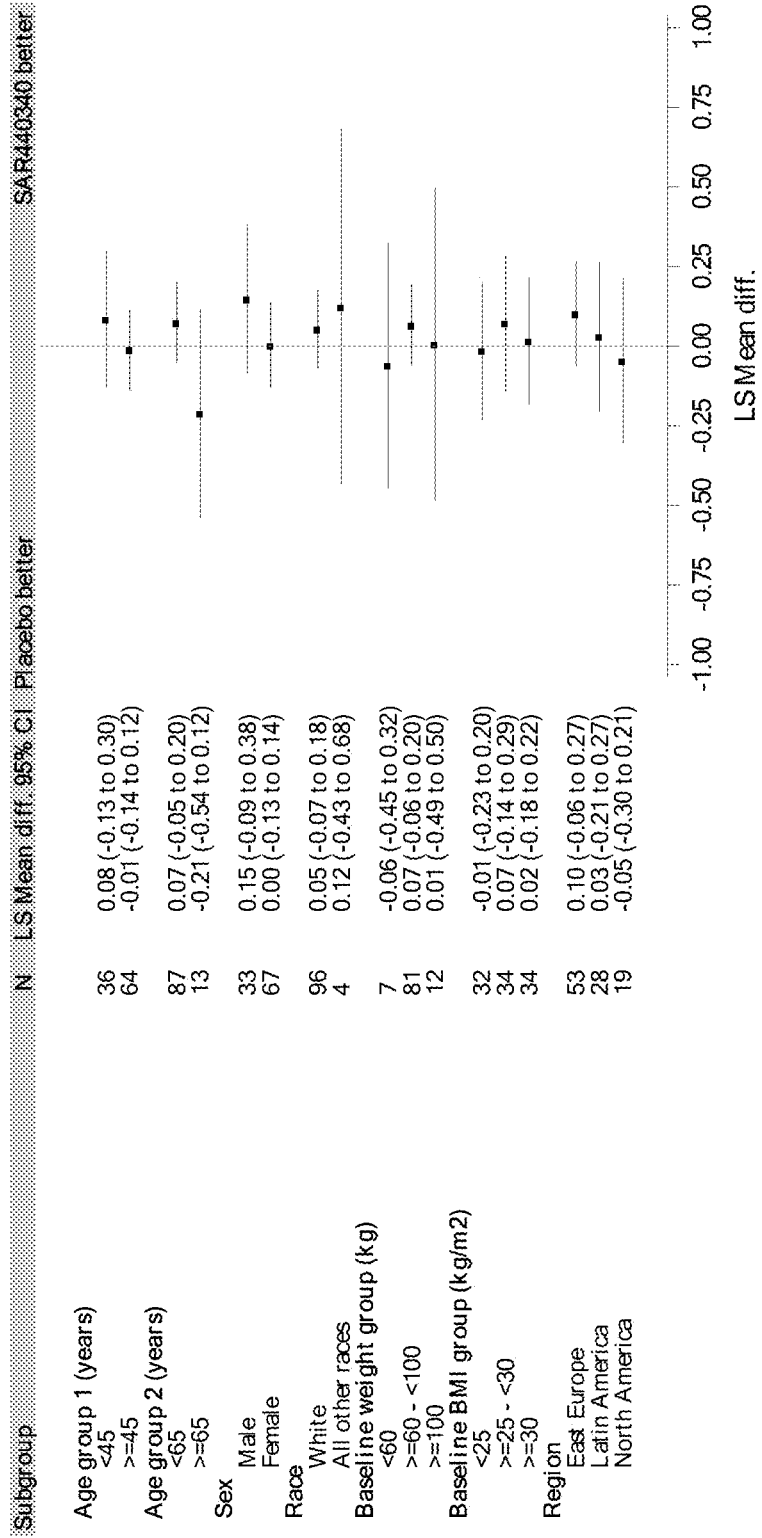 Subgroup N LS Mean diff. 95% CI Placebo better SAR440340 better
Age group 1 (years)
<45 36 0.08 (-0.13 to 0.30)
>=45 64 -0.01 (-0.14 to 0.12)
Age group 2 (years)
<65 87 0.07 (-0.05 to 0.20)
>=65 13 -0.21 (-0.54 to 0.12)
Sex
Male 33 0.15 (-0.09 to 0.38)
Female 67 0.00 (-0.13 to 0.14)
Race
White 96 0.05 (-0.07 to 0.18)
All other races 4 0.12 (-0.43 to 0.68)
Baseline weight group (kg)
<60 7 -0.06 (-0.45 to 0.32)
>=60 - <100 81 0.07 (-0.06 to 0.20)
>=100 12 0.01 (-0.49 to 0.50)
Baseline BMI group (kg/m2)
<25 32 -0.01 (-0.23 to 0.20)
>=25 - <30 34 0.07 (-0.14 to 0.29)
>=30 34 0.02 (-0.18 to 0.22)
Region
East Europe 53 0.10 (-0.06 to 0.27)
Latin America 28 0.03 (-0.21 to 0.27)
North America 19 -0.05 (-0.30 to 0.21)
-1.00 -0.75 -0.50 -0.25 0.00 0.25 0.50 0.75 1.00
LS Mean diff.